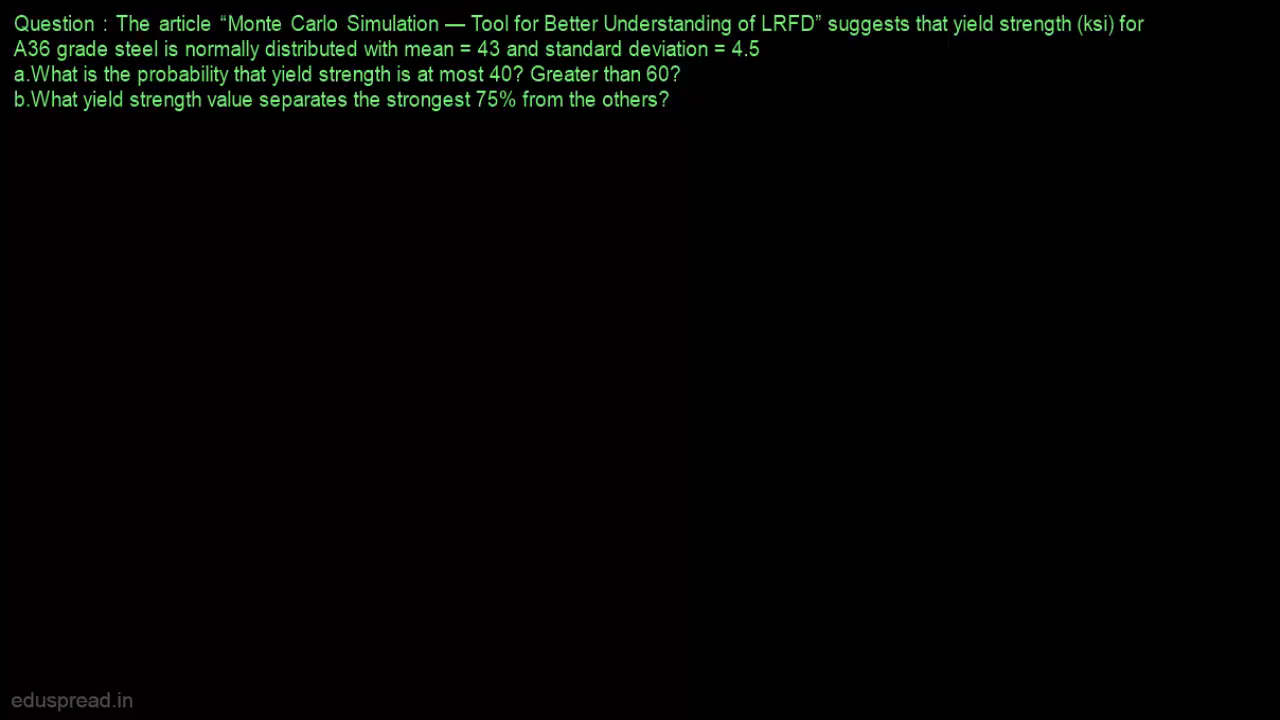 Question : The article “Monte Carlo Simulation — Tool for Better Understanding of LRFD” suggests that yield strength (ksi) for
A36 grade steel is normally distributed with mean = 43 and standard deviation = 4.5
a.What is the probability that yield strength is at most 40? Greater than 60?
b.What yield strength value separates the strongest 75% from the others?
eduspread.in